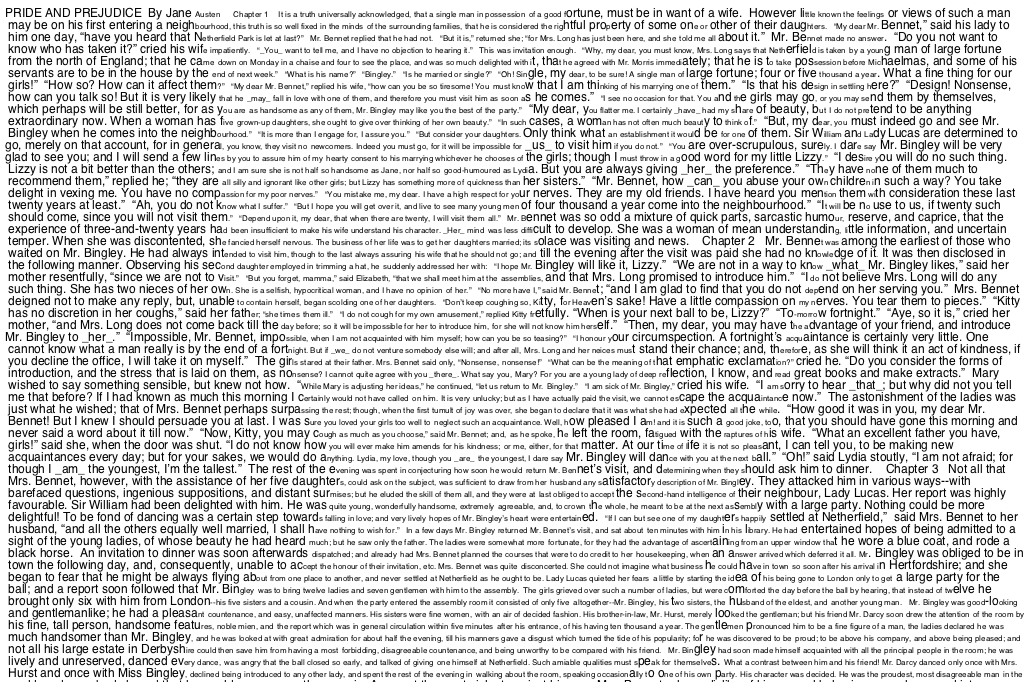 PRIDE AND PREJUDICE  By Jane Austen    Chapter 1    It is a truth universally acknowledged, that a single man in possession of a good fortune, must be in want of a wife.  However little known the feelings or views of such a man
may be on his first entering a neighbourhood, this truth is so well fixed in the minds of the surrounding families, that he is considered the rightful property of some one or other of their daughters.  “My dear Mr. Bennet,” said his lady to
him one day, “have you heard that Netherfield Park is let at last?”  Mr. Bennet replied that he had not.  “But it is,” returned she; “for Mrs. Long has just been here, and she told me all about it.”  Mr. Bennet made no answer.  “Do you not want to
know who has taken it?” cried his wife impatiently.  “_You_ want to tell me, and I have no objection to hearing it.”  This was invitation enough.  “Why, my dear, you must know, Mrs. Long says that Netherfield is taken by a young man of large fortune
from the north of England; that he came down on Monday in a chaise and four to see the place, and was so much delighted with it, that he agreed with Mr. Morris immediately; that he is to take possession before Michaelmas, and some of his
servants are to be in the house by the end of next week.”  “What is his name?”  “Bingley.”  “Is he married or single?”  “Oh! Single, my dear, to be sure! A single man of large fortune; four or five thousand a year. What a fine thing for our
girls!”  “How so? How can it affect them?”  “My dear Mr. Bennet,” replied his wife, “how can you be so tiresome! You must know that I am thinking of his marrying one of them.”  “Is that his design in settling here?”  “Design! Nonsense,
how can you talk so! But it is very likely that he _may_ fall in love with one of them, and therefore you must visit him as soon as he comes.”  “I see no occasion for that. You and the girls may go, or you may send them by themselves,
which perhaps will be still better, for as you are as handsome as any of them, Mr. Bingley may like you the best of the party.”  “My dear, you flatter me. I certainly _have_ had my share of beauty, but I do not pretend to be anything
extraordinary now. When a woman has five grown-up daughters, she ought to give over thinking of her own beauty.”  “In such cases, a woman has not often much beauty to think of.”  “But, my dear, you must indeed go and see Mr.
Bingley when he comes into the neighbourhood.”  “It is more than I engage for, I assure you.”  “But consider your daughters. Only think what an establishment it would be for one of them. Sir William and Lady Lucas are determined to
go, merely on that account, for in general, you know, they visit no newcomers. Indeed you must go, for it will be impossible for _us_ to visit him if you do not.”  “You are over-scrupulous, surely. I dare say Mr. Bingley will be very
glad to see you; and I will send a few lines by you to assure him of my hearty consent to his marrying whichever he chooses of the girls; though I must throw in a good word for my little Lizzy.”  “I desire you will do no such thing.
Lizzy is not a bit better than the others; and I am sure she is not half so handsome as Jane, nor half so good-humoured as Lydia. But you are always giving _her_ the preference.”  “They have none of them much to
recommend them,” replied he; “they are all silly and ignorant like other girls; but Lizzy has something more of quickness than her sisters.”  “Mr. Bennet, how _can_ you abuse your own children in such a way? You take
delight in vexing me. You have no compassion for my poor nerves.”  “You mistake me, my dear. I have a high respect for your nerves. They are my old friends. I have heard you mention them with consideration these last
twenty years at least.”  “Ah, you do not know what I suffer.”  “But I hope you will get over it, and live to see many young men of four thousand a year come into the neighbourhood.”  “It will be no use to us, if twenty such
should come, since you will not visit them.”  “Depend upon it, my dear, that when there are twenty, I will visit them all.”  Mr. Bennet was so odd a mixture of quick parts, sarcastic humour, reserve, and caprice, that the
experience of three-and-twenty years had been insufficient to make his wife understand his character. _Her_ mind was less difficult to develop. She was a woman of mean understanding, little information, and uncertain
temper. When she was discontented, she fancied herself nervous. The business of her life was to get her daughters married; its solace was visiting and news.    Chapter 2    Mr. Bennet was among the earliest of those who
waited on Mr. Bingley. He had always intended to visit him, though to the last always assuring his wife that he should not go; and till the evening after the visit was paid she had no knowledge of it. It was then disclosed in
the following manner. Observing his second daughter employed in trimming a hat, he suddenly addressed her with:  “I hope Mr. Bingley will like it, Lizzy.”  “We are not in a way to know _what_ Mr. Bingley likes,” said her
mother resentfully, “since we are not to visit.”  “But you forget, mamma,” said Elizabeth, “that we shall meet him at the assemblies, and that Mrs. Long promised to introduce him.”  “I do not believe Mrs. Long will do any
such thing. She has two nieces of her own. She is a selfish, hypocritical woman, and I have no opinion of her.”  “No more have I,” said Mr. Bennet; “and I am glad to find that you do not depend on her serving you.”  Mrs. Bennet
deigned not to make any reply, but, unable to contain herself, began scolding one of her daughters.  “Don't keep coughing so, Kitty, for Heaven's sake! Have a little compassion on my nerves. You tear them to pieces.”  “Kitty
has no discretion in her coughs,” said her father; “she times them ill.”  “I do not cough for my own amusement,” replied Kitty fretfully. “When is your next ball to be, Lizzy?”  “To-morrow fortnight.”  “Aye, so it is,” cried her
mother, “and Mrs. Long does not come back till the day before; so it will be impossible for her to introduce him, for she will not know him herself.”  “Then, my dear, you may have the advantage of your friend, and introduce
Mr. Bingley to _her_.”  “Impossible, Mr. Bennet, impossible, when I am not acquainted with him myself; how can you be so teasing?”  “I honour your circumspection. A fortnight's acquaintance is certainly very little. One
cannot know what a man really is by the end of a fortnight. But if _we_ do not venture somebody else will; and after all, Mrs. Long and her nieces must stand their chance; and, therefore, as she will think it an act of kindness, if
you decline the office, I will take it on myself.”  The girls stared at their father. Mrs. Bennet said only, “Nonsense, nonsense!”  “What can be the meaning of that emphatic exclamation?” cried he. “Do you consider the forms of
introduction, and the stress that is laid on them, as nonsense? I cannot quite agree with you _there_. What say you, Mary? For you are a young lady of deep reflection, I know, and read great books and make extracts.”  Mary
wished to say something sensible, but knew not how.  “While Mary is adjusting her ideas,” he continued, “let us return to Mr. Bingley.”  “I am sick of Mr. Bingley,” cried his wife.  “I am sorry to hear _that_; but why did not you tell
me that before? If I had known as much this morning I certainly would not have called on him. It is very unlucky; but as I have actually paid the visit, we cannot escape the acquaintance now.”  The astonishment of the ladies was
just what he wished; that of Mrs. Bennet perhaps surpassing the rest; though, when the first tumult of joy was over, she began to declare that it was what she had expected all the while.  “How good it was in you, my dear Mr.
Bennet! But I knew I should persuade you at last. I was sure you loved your girls too well to neglect such an acquaintance. Well, how pleased I am! and it is such a good joke, too, that you should have gone this morning and
never said a word about it till now.”  “Now, Kitty, you may cough as much as you choose,” said Mr. Bennet; and, as he spoke, he left the room, fatigued with the raptures of his wife.  “What an excellent father you have,
girls!” said she, when the door was shut. “I do not know how you will ever make him amends for his kindness; or me, either, for that matter. At our time of life it is not so pleasant, I can tell you, to be making new
acquaintances every day; but for your sakes, we would do anything. Lydia, my love, though you _are_ the youngest, I dare say Mr. Bingley will dance with you at the next ball.”  “Oh!” said Lydia stoutly, “I am not afraid; for
though I _am_ the youngest, I'm the tallest.”  The rest of the evening was spent in conjecturing how soon he would return Mr. Bennet's visit, and determining when they should ask him to dinner.    Chapter 3    Not all that
Mrs. Bennet, however, with the assistance of her five daughters, could ask on the subject, was sufficient to draw from her husband any satisfactory description of Mr. Bingley. They attacked him in various ways--with
barefaced questions, ingenious suppositions, and distant surmises; but he eluded the skill of them all, and they were at last obliged to accept the second-hand intelligence of their neighbour, Lady Lucas. Her report was highly
favourable. Sir William had been delighted with him. He was quite young, wonderfully handsome, extremely agreeable, and, to crown the whole, he meant to be at the next assembly with a large party. Nothing could be more
delightful! To be fond of dancing was a certain step towards falling in love; and very lively hopes of Mr. Bingley's heart were entertained.  “If I can but see one of my daughters happily settled at Netherfield,” said Mrs. Bennet to her
husband, “and all the others equally well married, I shall have nothing to wish for.”  In a few days Mr. Bingley returned Mr. Bennet's visit, and sat about ten minutes with him in his library. He had entertained hopes of being admitted to a
sight of the young ladies, of whose beauty he had heard much; but he saw only the father. The ladies were somewhat more fortunate, for they had the advantage of ascertaining from an upper window that he wore a blue coat, and rode a
black horse.  An invitation to dinner was soon afterwards dispatched; and already had Mrs. Bennet planned the courses that were to do credit to her housekeeping, when an answer arrived which deferred it all. Mr. Bingley was obliged to be in
town the following day, and, consequently, unable to accept the honour of their invitation, etc. Mrs. Bennet was quite disconcerted. She could not imagine what business he could have in town so soon after his arrival in Hertfordshire; and she
began to fear that he might be always flying about from one place to another, and never settled at Netherfield as he ought to be. Lady Lucas quieted her fears a little by starting the idea of his being gone to London only to get a large party for the
ball; and a report soon followed that Mr. Bingley was to bring twelve ladies and seven gentlemen with him to the assembly. The girls grieved over such a number of ladies, but were comforted the day before the ball by hearing, that instead of twelve he
brought only six with him from London--his five sisters and a cousin. And when the party entered the assembly room it consisted of only five altogether--Mr. Bingley, his two sisters, the husband of the eldest, and another young man.  Mr. Bingley was good-looking
and gentlemanlike; he had a pleasant countenance, and easy, unaffected manners. His sisters were fine women, with an air of decided fashion. His brother-in-law, Mr. Hurst, merely looked the gentleman; but his friend Mr. Darcy soon drew the attention of the room by
his fine, tall person, handsome features, noble mien, and the report which was in general circulation within five minutes after his entrance, of his having ten thousand a year. The gentlemen pronounced him to be a fine figure of a man, the ladies declared he was
much handsomer than Mr. Bingley, and he was looked at with great admiration for about half the evening, till his manners gave a disgust which turned the tide of his popularity; for he was discovered to be proud; to be above his company, and above being pleased; and
not all his large estate in Derbyshire could then save him from having a most forbidding, disagreeable countenance, and being unworthy to be compared with his friend.  Mr. Bingley had soon made himself acquainted with all the principal people in the room; he was
lively and unreserved, danced every dance, was angry that the ball closed so early, and talked of giving one himself at Netherfield. Such amiable qualities must speak for themselves. What a contrast between him and his friend! Mr. Darcy danced only once with Mrs.
Hurst and once with Miss Bingley, declined being introduced to any other lady, and spent the rest of the evening in walking about the room, speaking occasionally to one of his own party. His character was decided. He was the proudest, most disagreeable man in